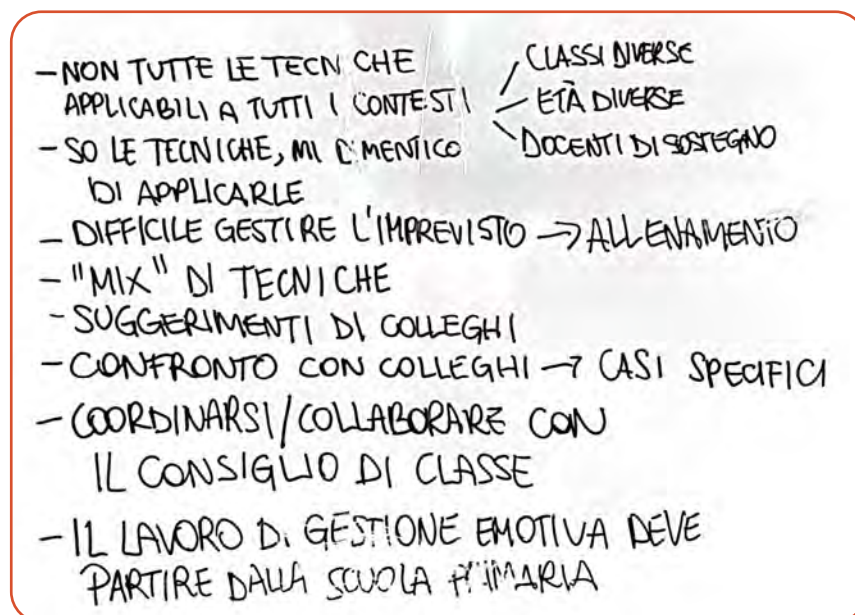 - NON TUTTE LE TECNICHE
APPLICABILI A TUTTI I CONTESTI
CLASSI DIVERSE
- ETÀ DIVERSE
DOCENTI DI SOSTEGNO
- SO LE TECNICHE, MI DIMENTICO
DI APPLICARLE
- DIFFICILE GESTIRE L'IMPREVISTO → ALLENAMENTO
- "MIX" DI TECNICHE
- SUGGERIMENTI DI COLLEGHI
- CONFRONTO CON COLLEGHI → CASI SPECIFICI
- COORDINARSI/COLLABORARE CON
IL CONSIGLIO DI CLASSE
- IL LAVORO DI GESTIONE EMOTIVA DEVE
PARTIRE DALLA SCUOLA PRIMARIA